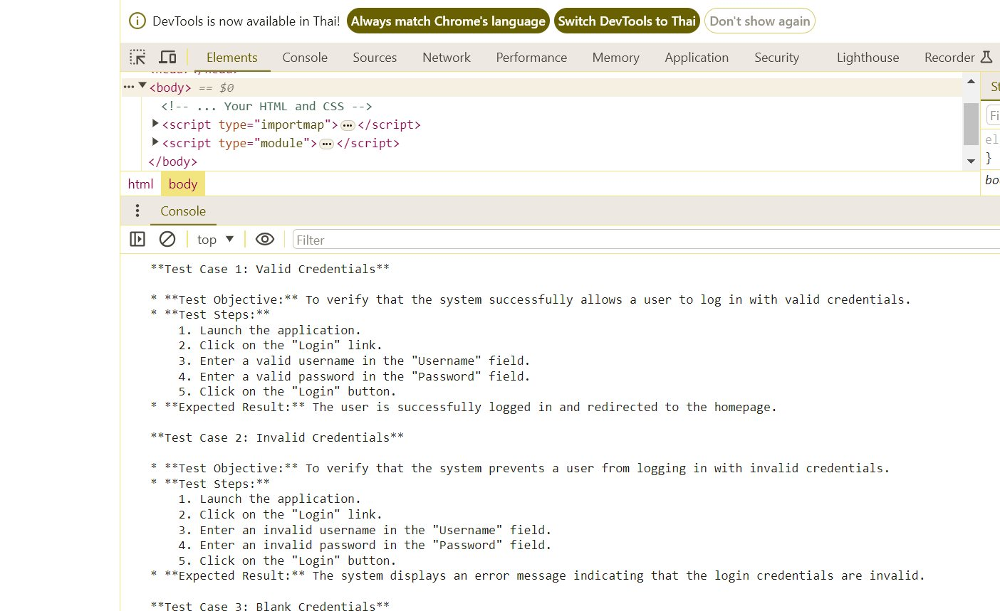 DevTools is now available in Thai! Always match Chrome's language Switch DevTools to Thai Don't show again
Elements Console Sources Network Performance Memory Application Security Lighthouse Recorder
<body> == $0
<!-- ... Your HTML and CSS -->
<script type="importmap"> ... </script>
<script type="module"> ... </script>
</body>
html body
Console
top Filter
**Test Case 1: Valid Credentials**
* **Test Objective:** To verify that the system successfully allows a user to log in with valid credentials.
* **Test Steps:**
1. Launch the application.
2. Click on the "Login" link.
3. Enter a valid username in the "Username" field.
4. Enter a valid password in the "Password" field.
5. Click on the "Login" button.
* **Expected Result:** The user is successfully logged in and redirected to the homepage.
**Test Case 2: Invalid Credentials**
* **Test Objective:** To verify that the system prevents a user from logging in with invalid credentials.
* **Test Steps:**
1. Launch the application.
2. Click on the "Login" link.
3. Enter an invalid username in the "Username" field.
4. Enter an invalid password in the "Password" field.
5. Click on the "Login" button.
* **Expected Result:** The system displays an error message indicating that the login credentials are invalid.
**Test Case 3: Blank Credentials**